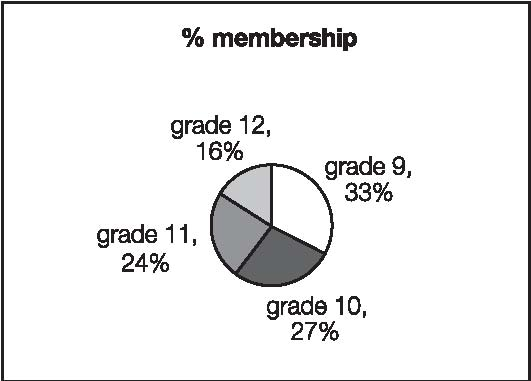 % membership
grade 12,
16%
grade 9,
33%
grade 11,
24%
grade 10,
27%